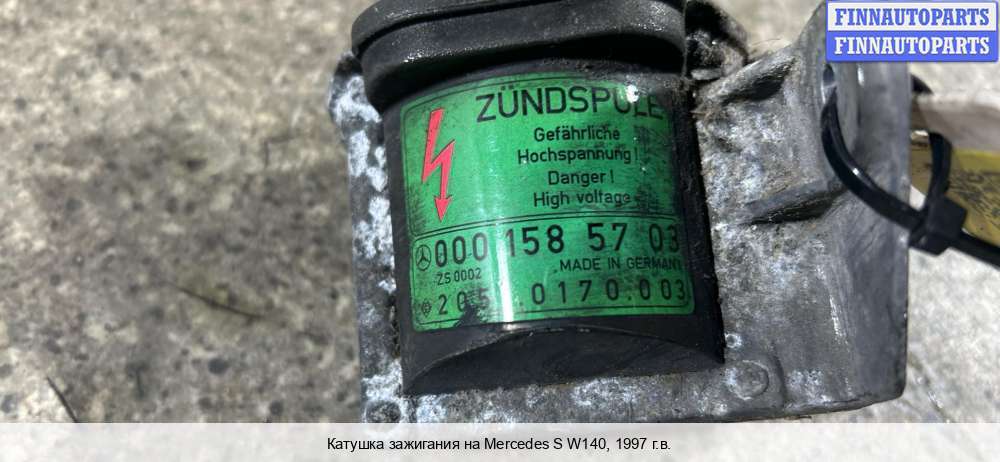 FINNAUTOPARTS
FINNAUTOPARTS
ZÜNDSPULE
Gefährliche
Hochspannung!
Danger!
High voltage
000 158 57 03
ZS 0002 MADE IN GERMANY
0170.003
Катушка зажигания на Mercedes S W140, 1997 г.в.